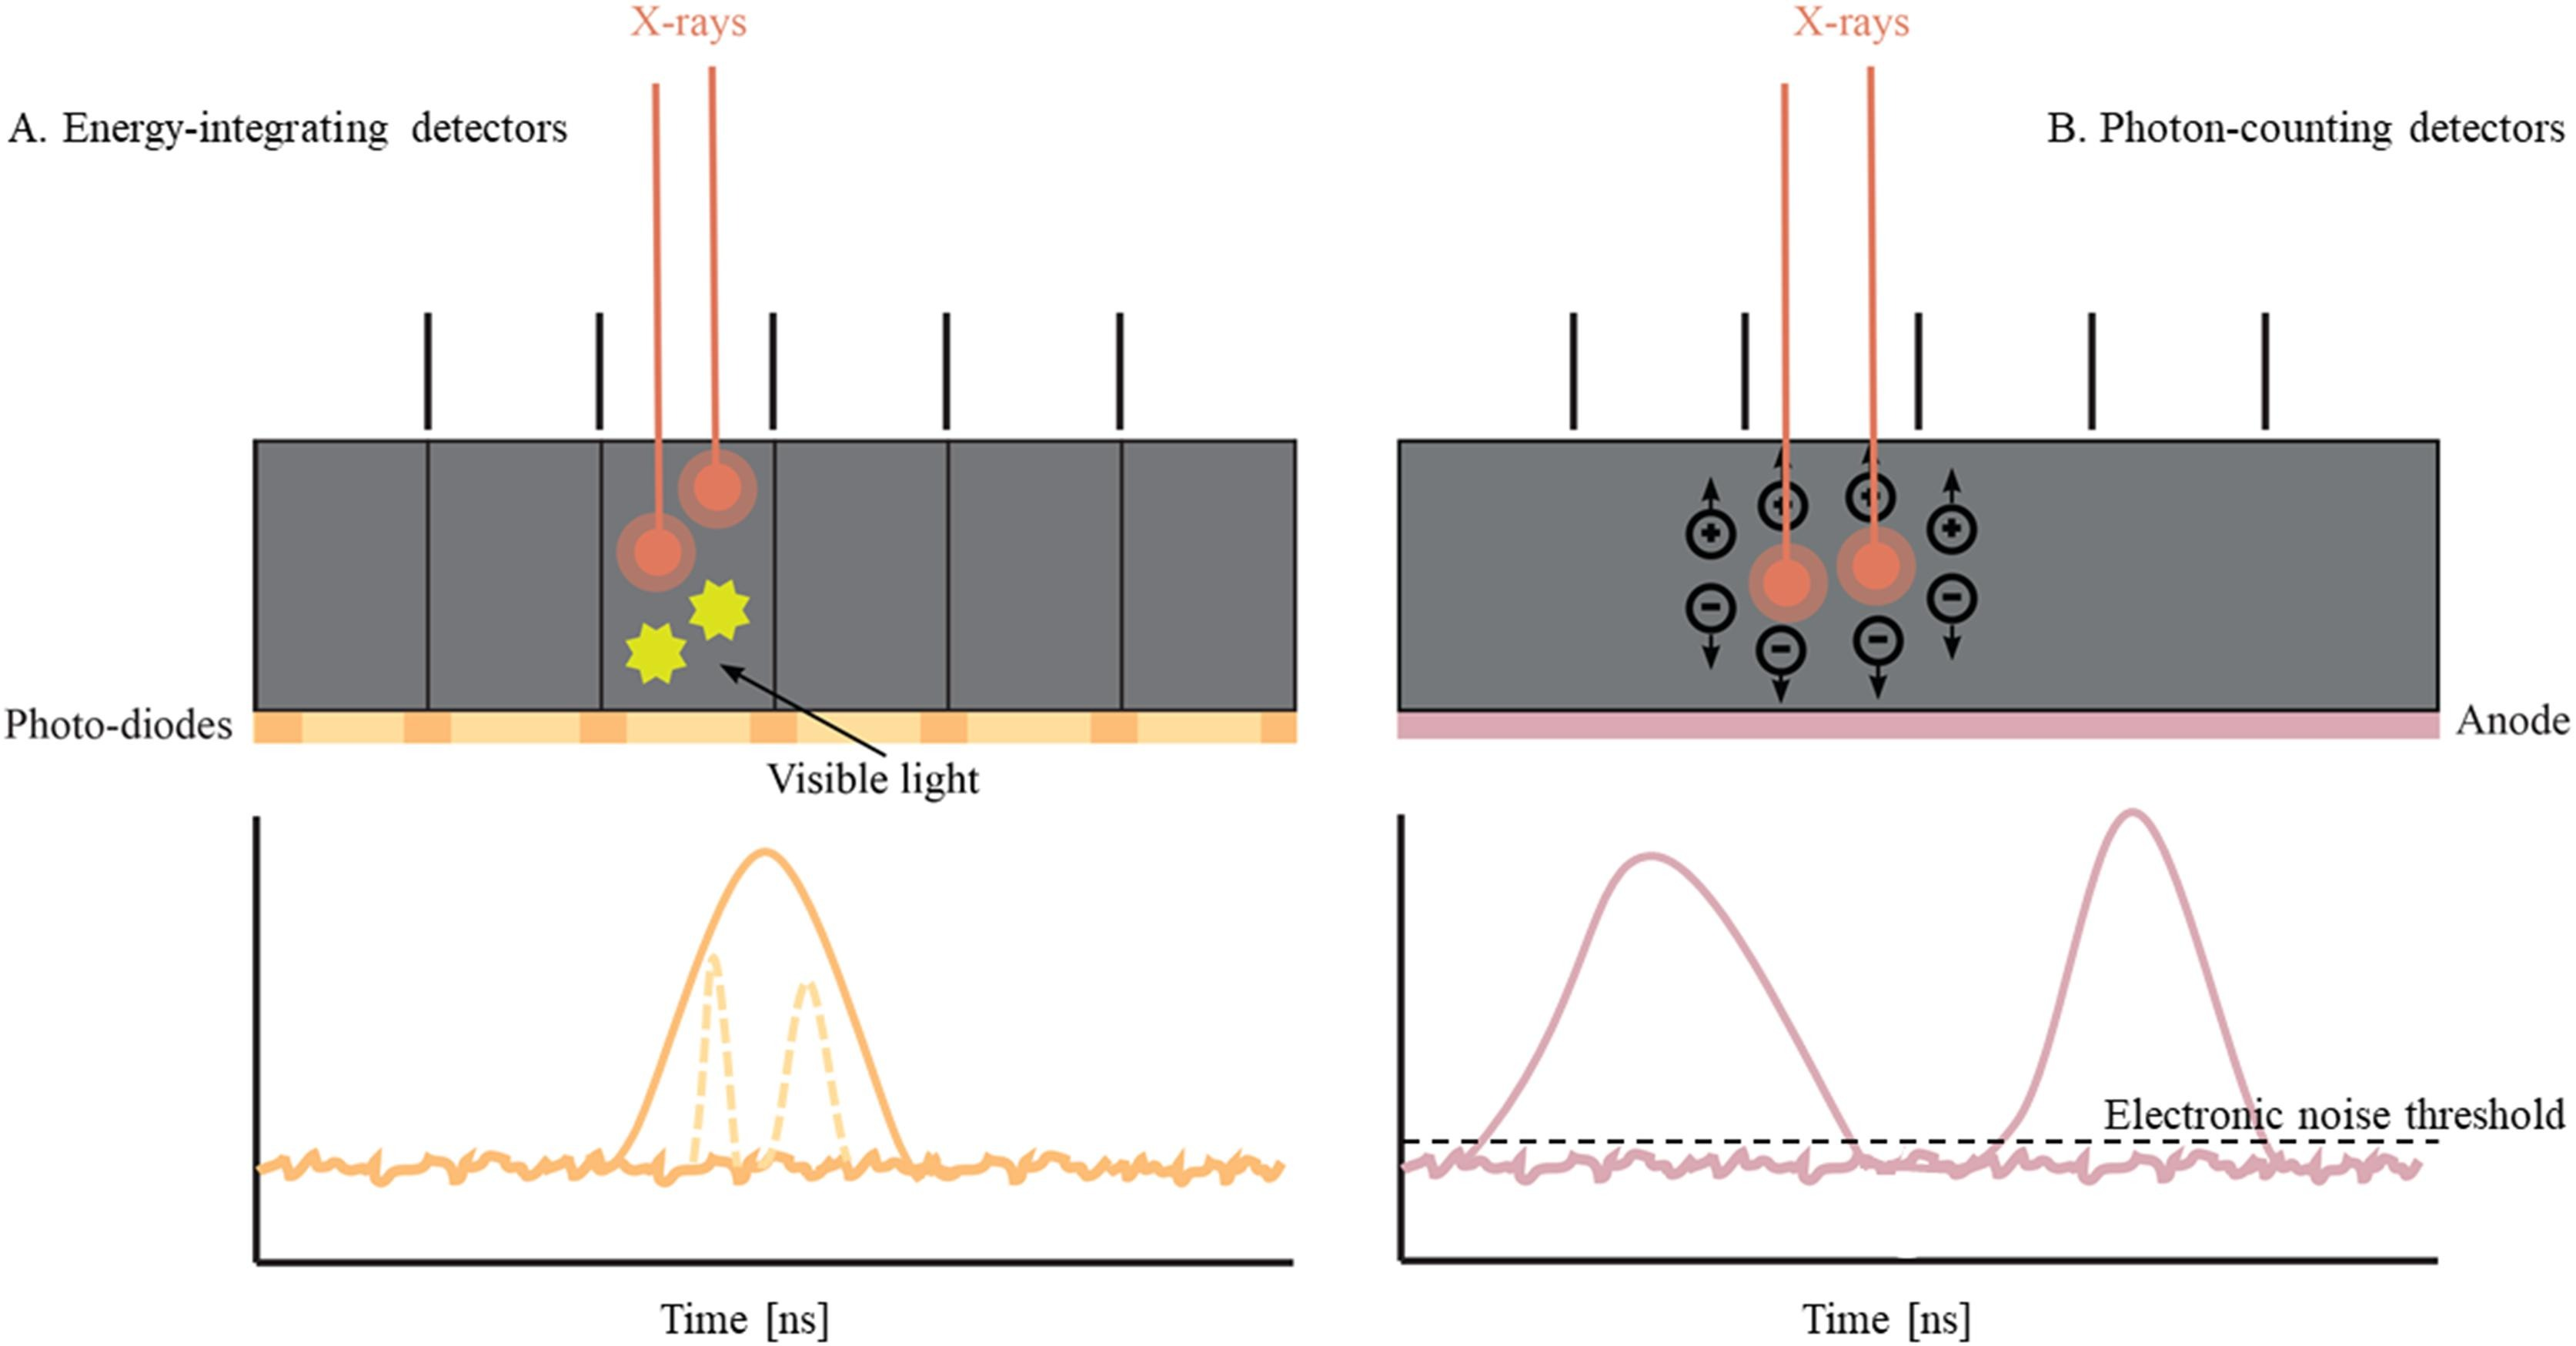 X-rays
X-rays
A. Energy-integrating detectors
B. Photon-counting detectors
Photo-diodes
Anode
Visible light
Electronic noise threshold
Time [ns]
Time [ns]